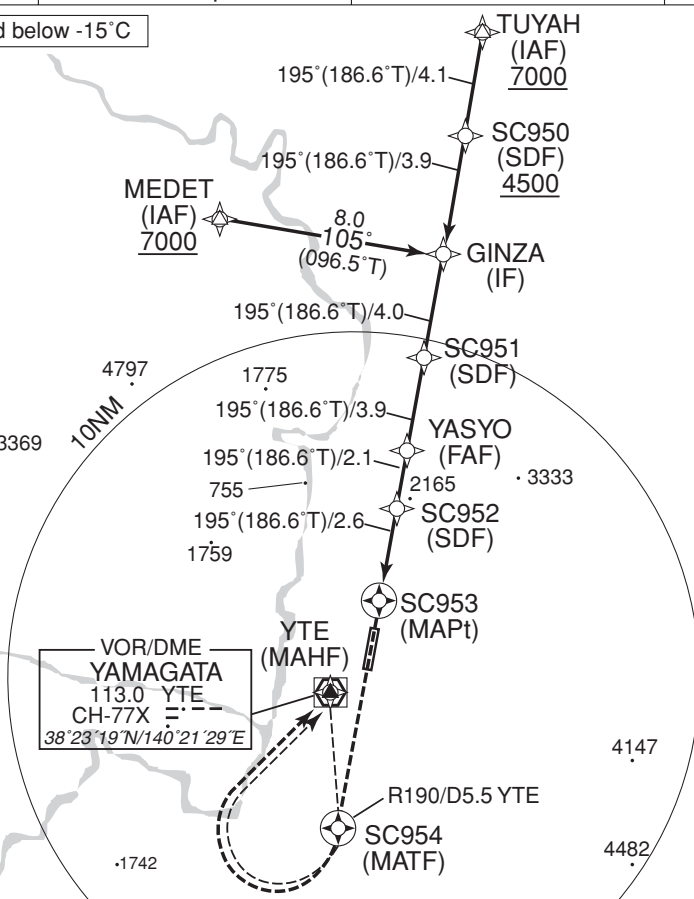 d below -15˚C
TUYAH
(IAF)
7000
195˚(186.6˚T)/4.1
SC950
(SDF)
4500
195˚(186.6˚T)/3.9
MEDET
(IAF)
7000
8.0
105˚
(096.5˚T)
GINZA
(IF)
195˚(186.6˚T)/4.0
SC951
(SDF)
4797
1775
10NM
195˚(186.6˚T)/3.9
3369
YASYO
(FAF)
195˚(186.6˚T)/2.1
755
2165
3333
SC952
(SDF)
195˚(186.6˚T)/2.6
1759
SC953
(MAPt)
YTE
(MAHF)
VOR/DME
YAMAGATA
113.0 YTE
CH-77X
38˚23´19˝N/140˚21´29˝E
4147
R190/D5.5 YTE
SC954
(MATF)
1742
4482